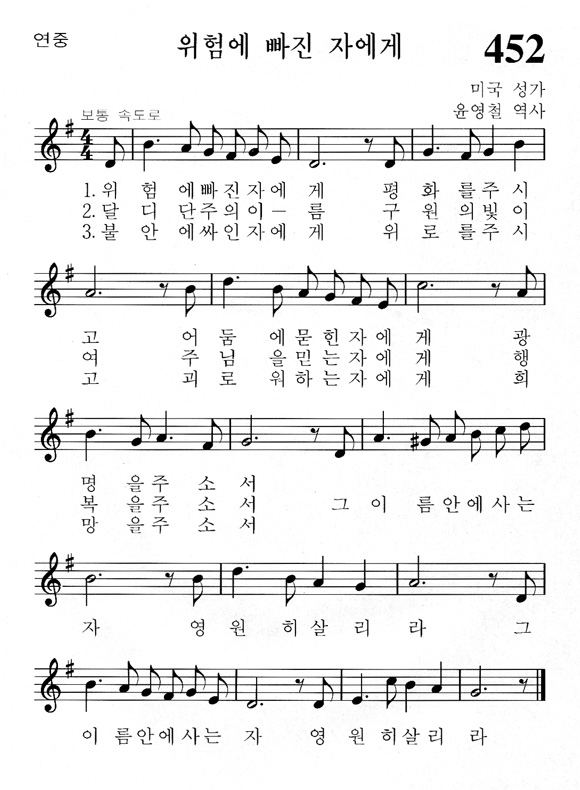 연중
위험에 빠진 자에게
452
미국 성가
윤영철 역사
보통 속도로
4
4
1. 위 험 에빠진자에 게 평 화 를주 시
2. 달 디 단주의이 — 름 구 원 의빛 이
3. 불 안 에싸인자에 게 위 로 를주 시
고 어 둠 에묻힌자에 게 광
여 주 님 을믿는자에 게 행
고 괴 로 워하는자에 게 희
명 을주 소 서
복 을주 소 서 그 이 름안에사는
망 을주 소 서
자 영 원 히살 리 라 그
이 름안에사는 자 영 원 히살 리 라